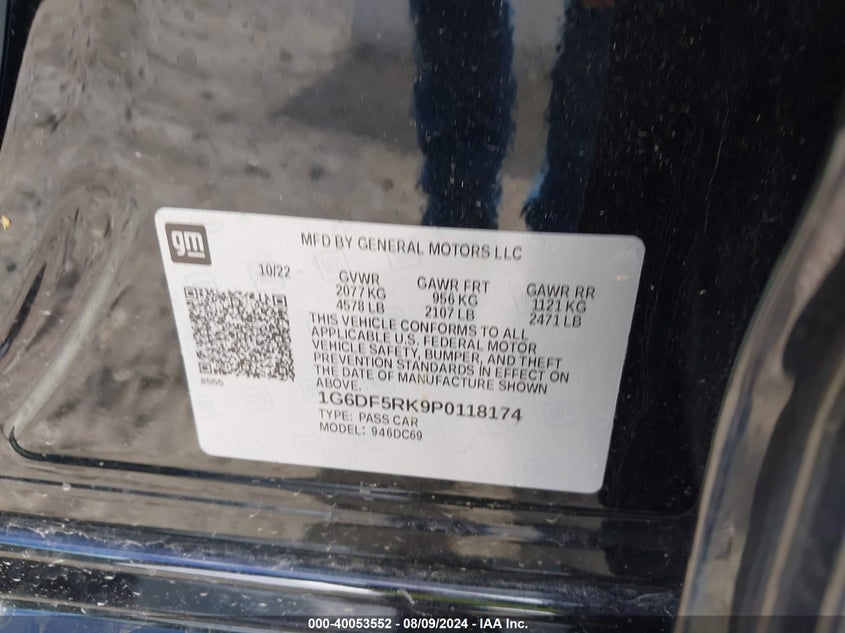 gm
MFD BY GENERAL MOTORS LLC
10/22
GVWR
2077 KG
4578 LB
GAWR FRT
956 KG
2107 LB
GAWR RR
1121 KG
2471 LB
THIS VEHICLE CONFORMS TO ALL
APPLICABLE U.S. FEDERAL MOTOR
VEHICLE SAFETY, BUMPER, AND THEFT
PREVENTION STANDARDS IN EFFECT ON
THE DATE OF MANUFACTURE SHOWN
ABOVE.
1G6DF5RK9P0118174
TYPE: PASS CAR
MODEL: 946DC69
000-40053552 - 08/09/2024 - IAA Inc.